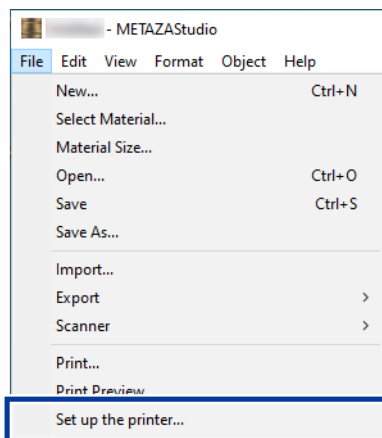 - METAZAStudio
File Edit View Format Object Help
New... Ctrl+N
Select Material...
Material Size...
Open... Ctrl+O
Save Ctrl+S
Save As...
Import...
Export >
Scanner >
Print...
Print Preview
Set up the printer...